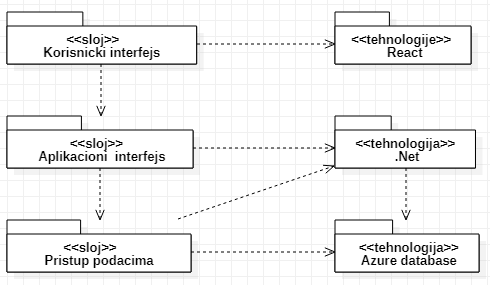 <<sloj>>
Korisnicki interfejs
<<tehnologije>>
React
<<sloj>>
Aplikacioni  interfejs
<<tehnologija>>
.Net
<<sloj>>
Pristup podacima
<<tehnologija>>
Azure database